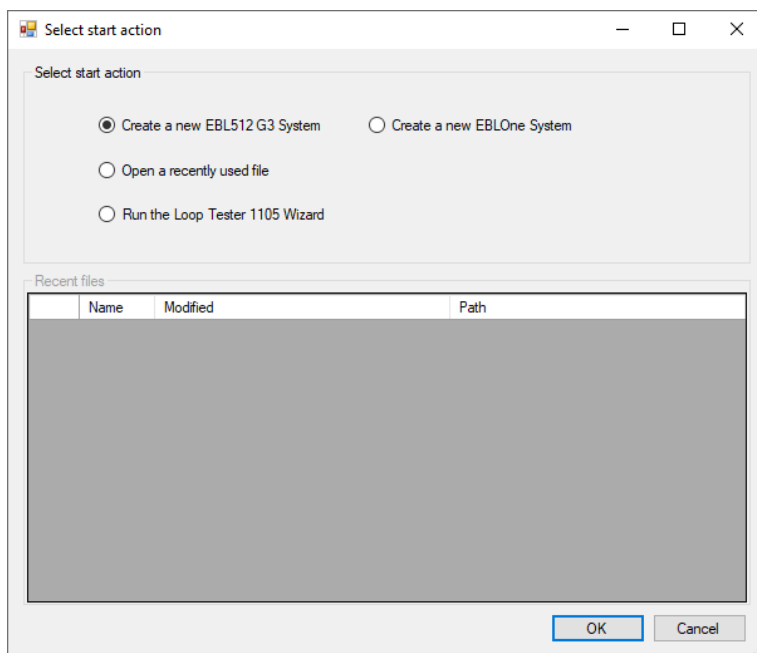 Select start action
Select start action
Create a new EBL512 G3 System Create a new EBLOne System
Open a recently used file
Run the Loop Tester 1105 Wizard
Recent files
Name Modified Path
OK Cancel